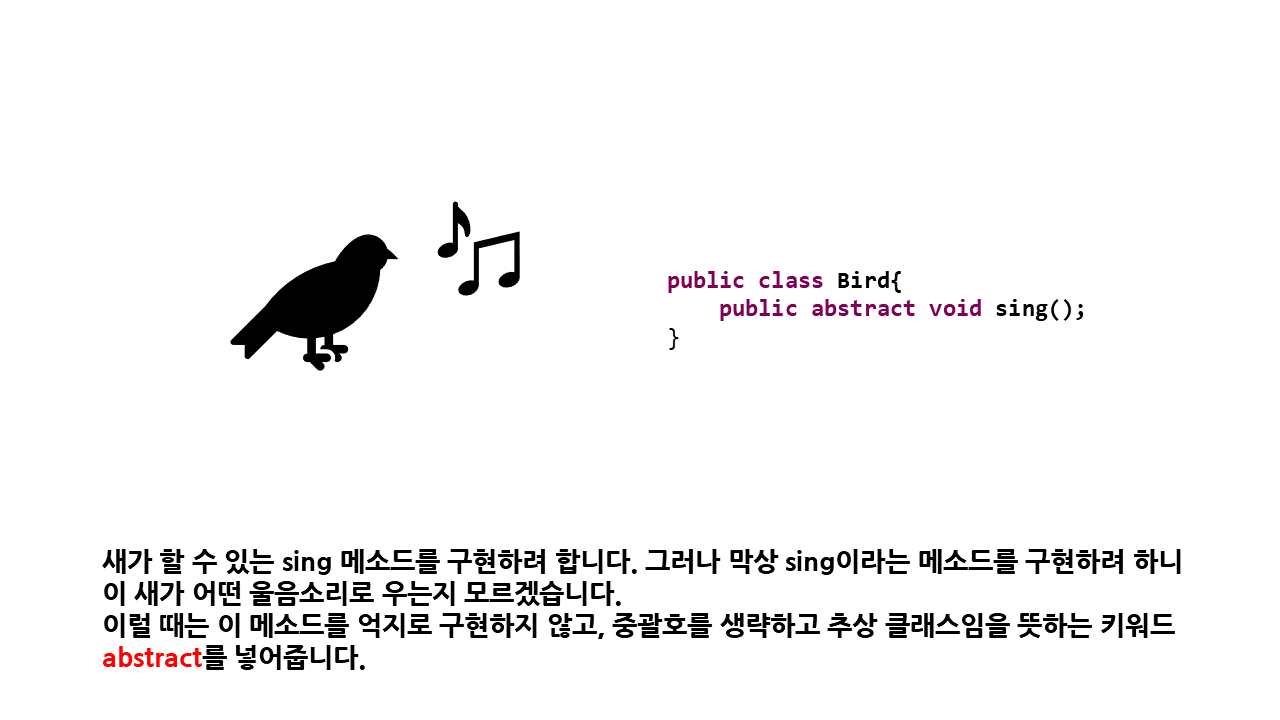 public class Bird{
public abstract void sing();
}
새가 할 수 있는 sing 메소드를 구현하려 합니다. 그러나 막상 sing이라는 메소드를 구현하려 하니
이 새가 어떤 울음소리로 우는지 모르겠습니다.
이럴 때는 이 메소드를 억지로 구현하지 않고, 중괄호를 생략하고 추상 클래스임을 뜻하는 키워드
abstract를 넣어줍니다.